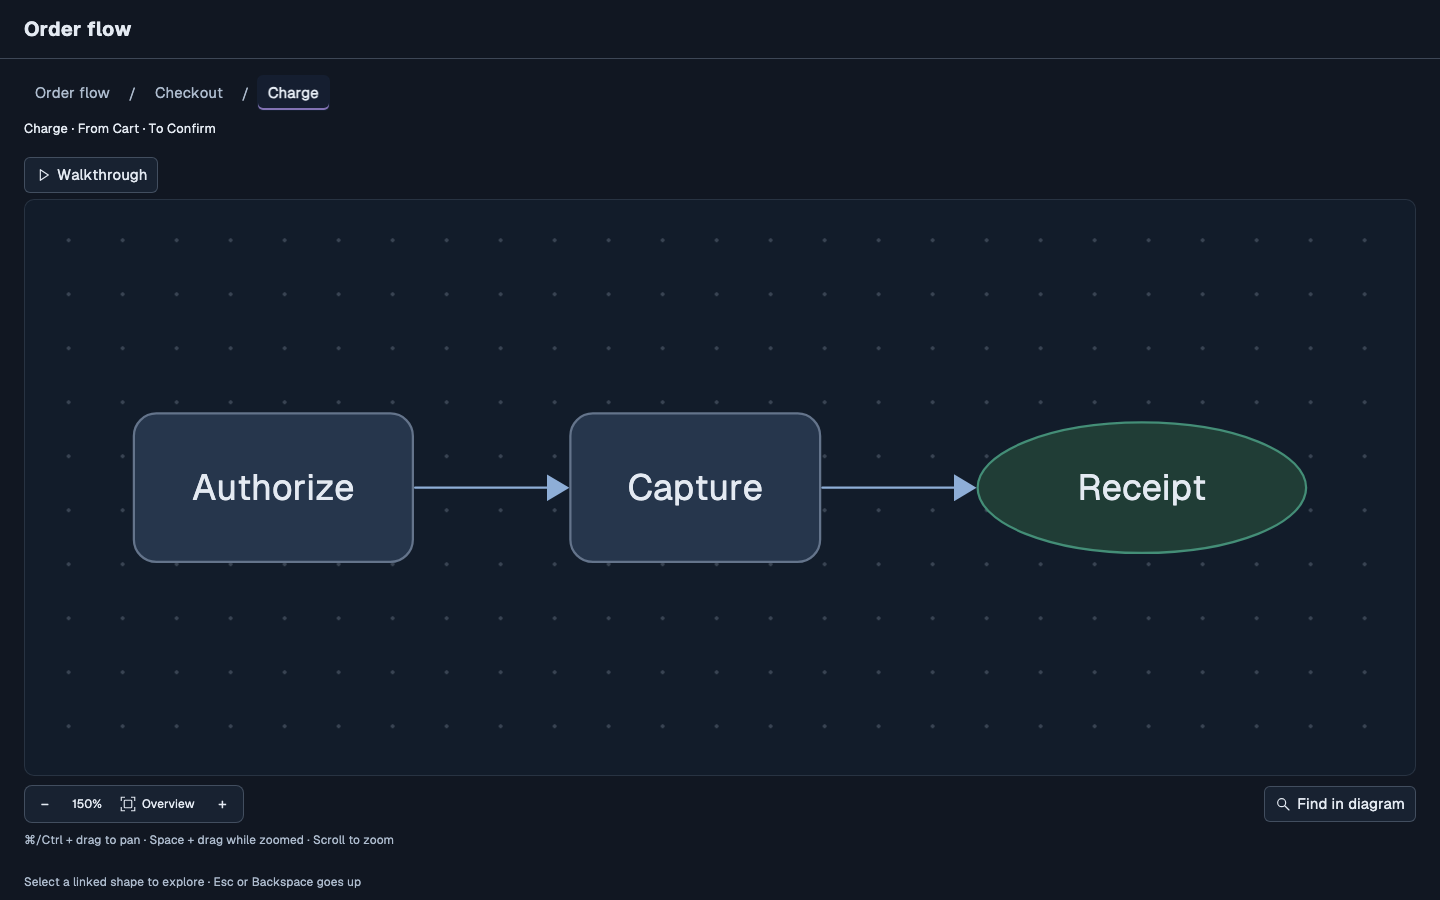 Order flow
Order flow / Checkout / Charge
Charge · From Cart · To Confirm
Walkthrough
Authorize
Capture
Receipt
− 150% Overview +
Find in diagram
⌘/Ctrl + drag to pan · Space + drag while zoomed · Scroll to zoom
Select a linked shape to explore · Esc or Backspace goes up